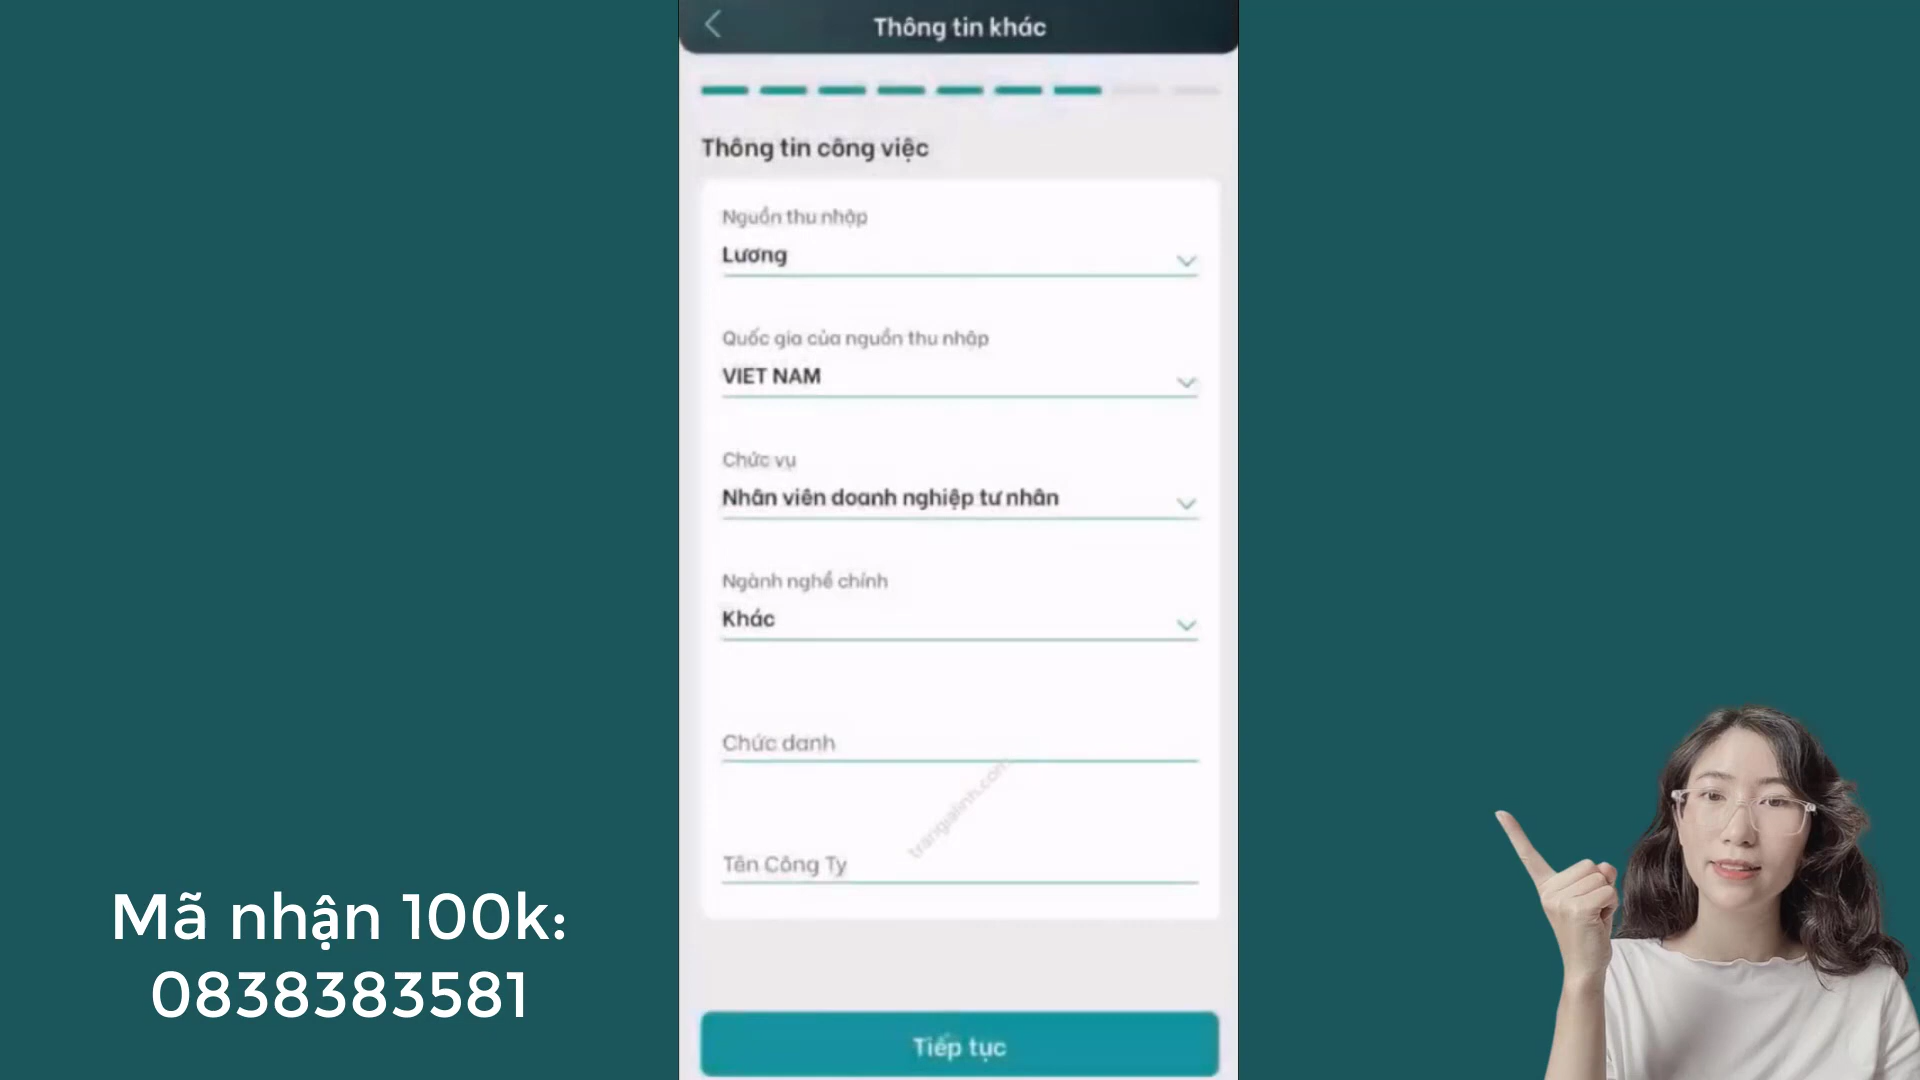 Thông tin khác
Thông tin công việc
Nguồn thu nhập
Lương
Quốc gia của nguồn thu nhập
VIET NAM
Chức vụ
Nhân viên doanh nghiệp tư nhân
Ngành nghề chính
Khác
Chức danh
trangialinh.com
Tên Công Ty
Tiếp tục
Mã nhận 100k:
0838383581